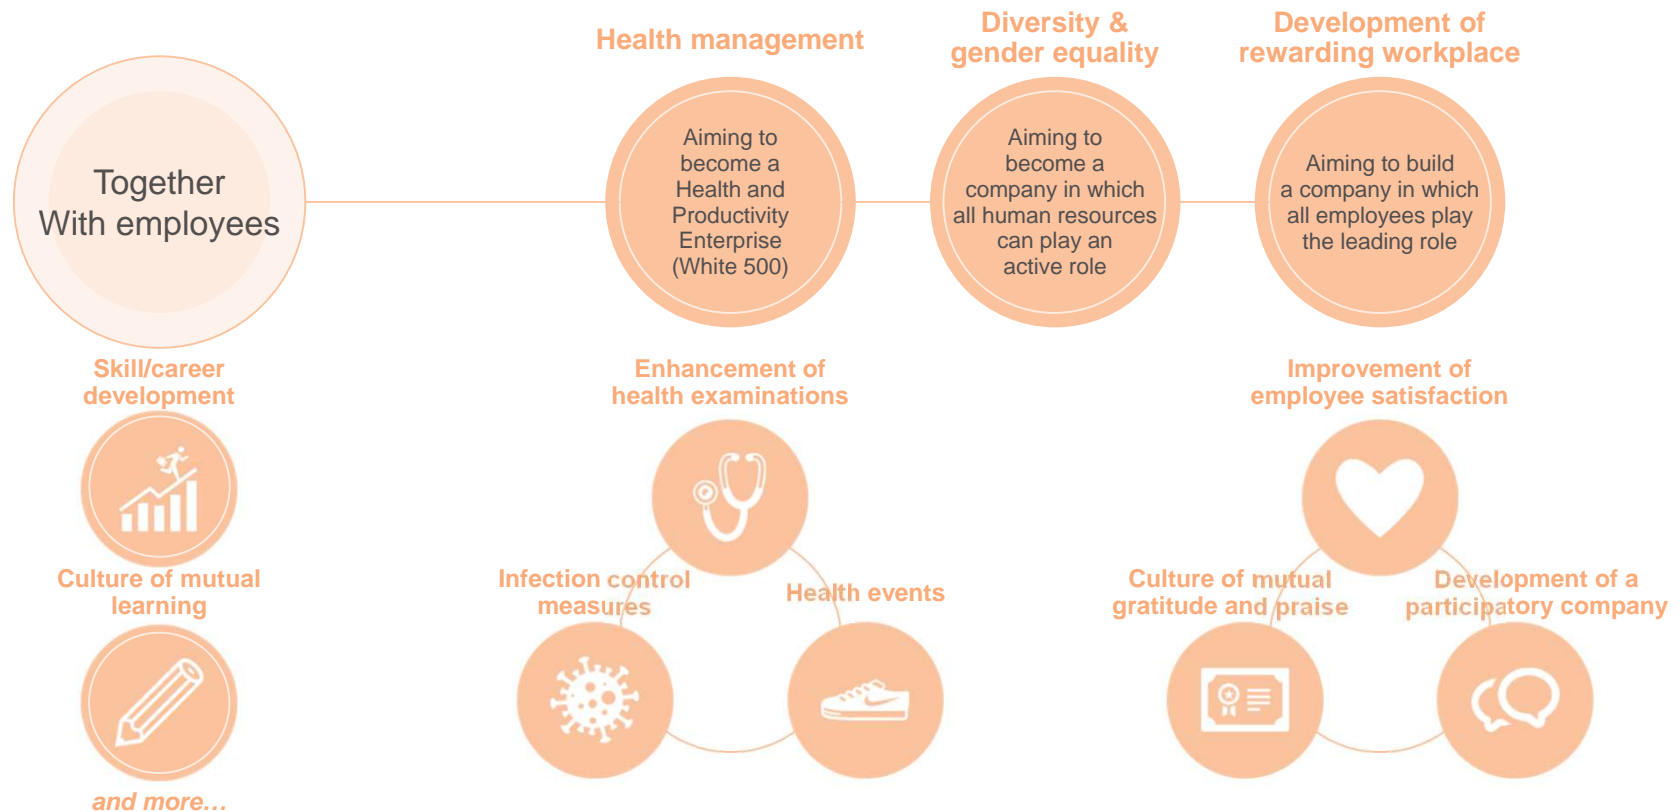 Health management
Diversity &
gender equality
Development of
rewarding workplace
Together
With employees
Aiming to
become a
Health and
Productivity
Enterprise
(White 500)
Aiming to
become a
company in which
all human resources
can play an
active role
Aiming to build
a company in which
all employees play
the leading role
Skill/career
development
Culture of mutual
learning
and more…
Enhancement of
health examinations
Infection control
measures
Health events
Improvement of
employee satisfaction
Culture of mutual
gratitude and praise
Development of a
participatory company